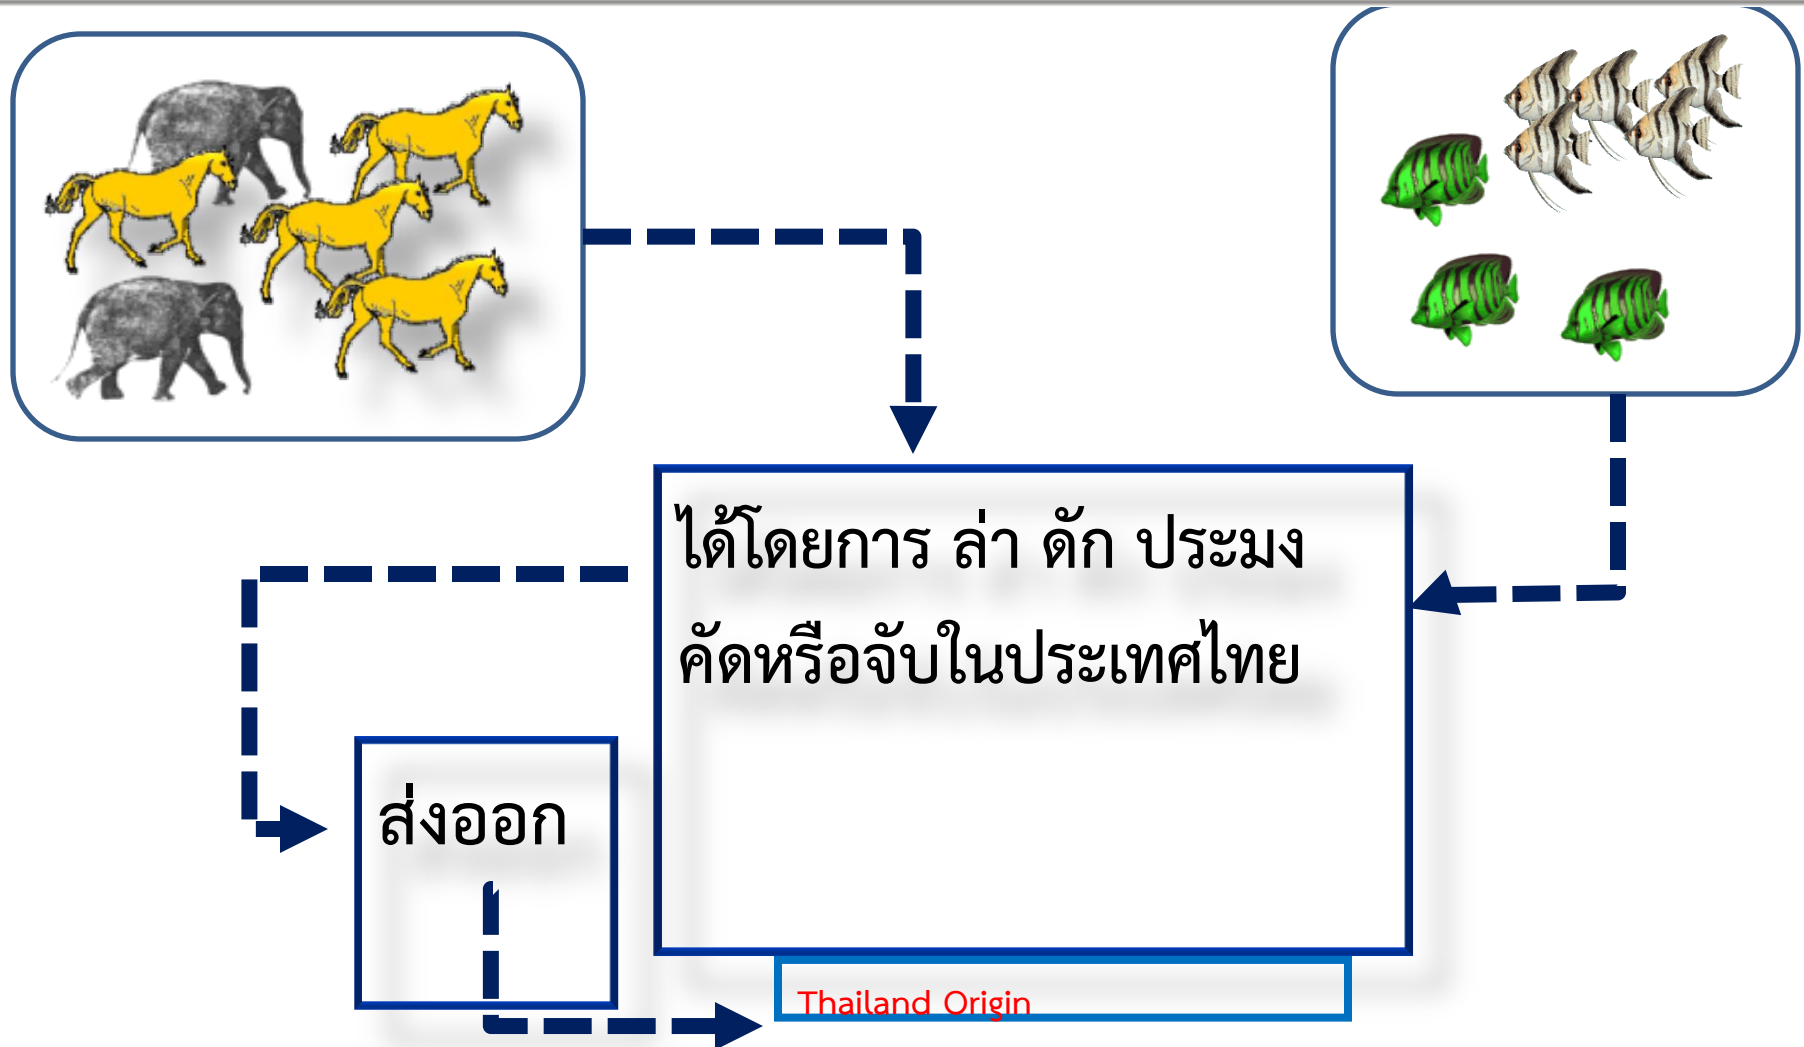 ได้โดยการ ล่า ดัก ประมง
คัดหรือจับในประเทศไทย
ส่งออก
Thailand Origin